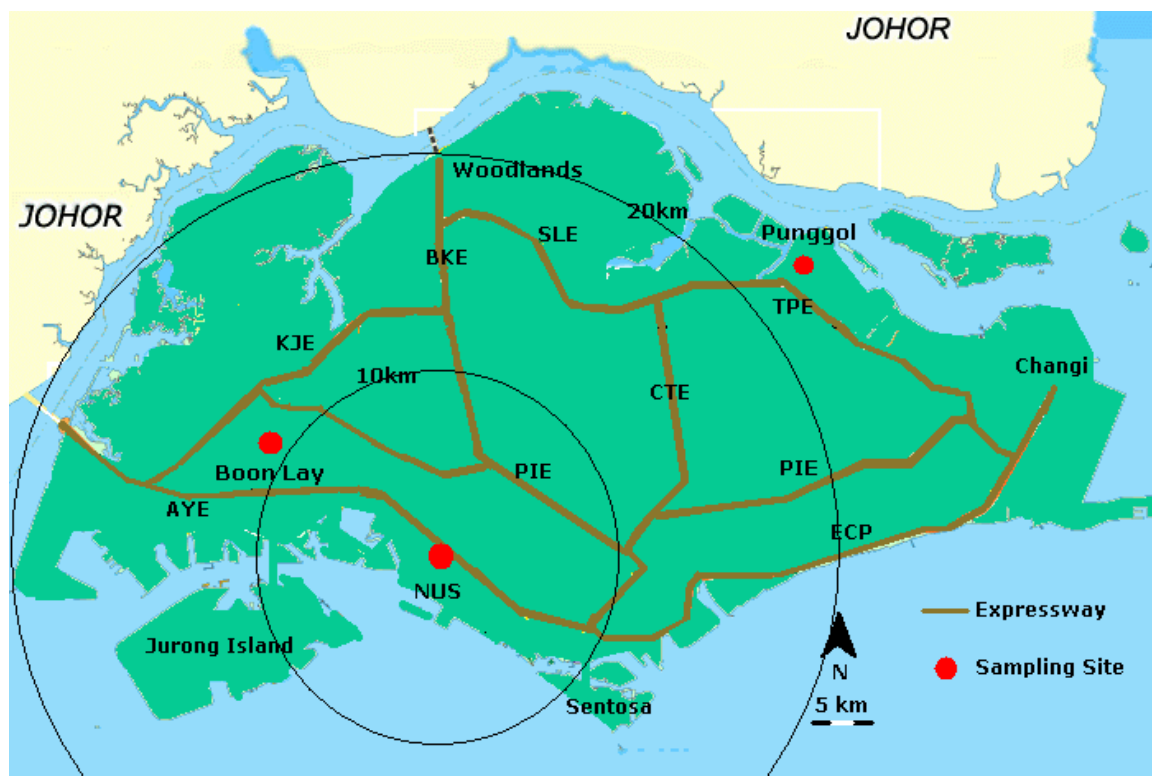 JOHOR
JOHOR
Woodlands
20km
Punggol
SLE
BKE
TPE
KJE
10km
Changi
CTE
Boon Lay
PIE
PIE
AYE
ECP
NUS
Expressway
Jurong Island
N
Sampling Site
Sentosa
5 km